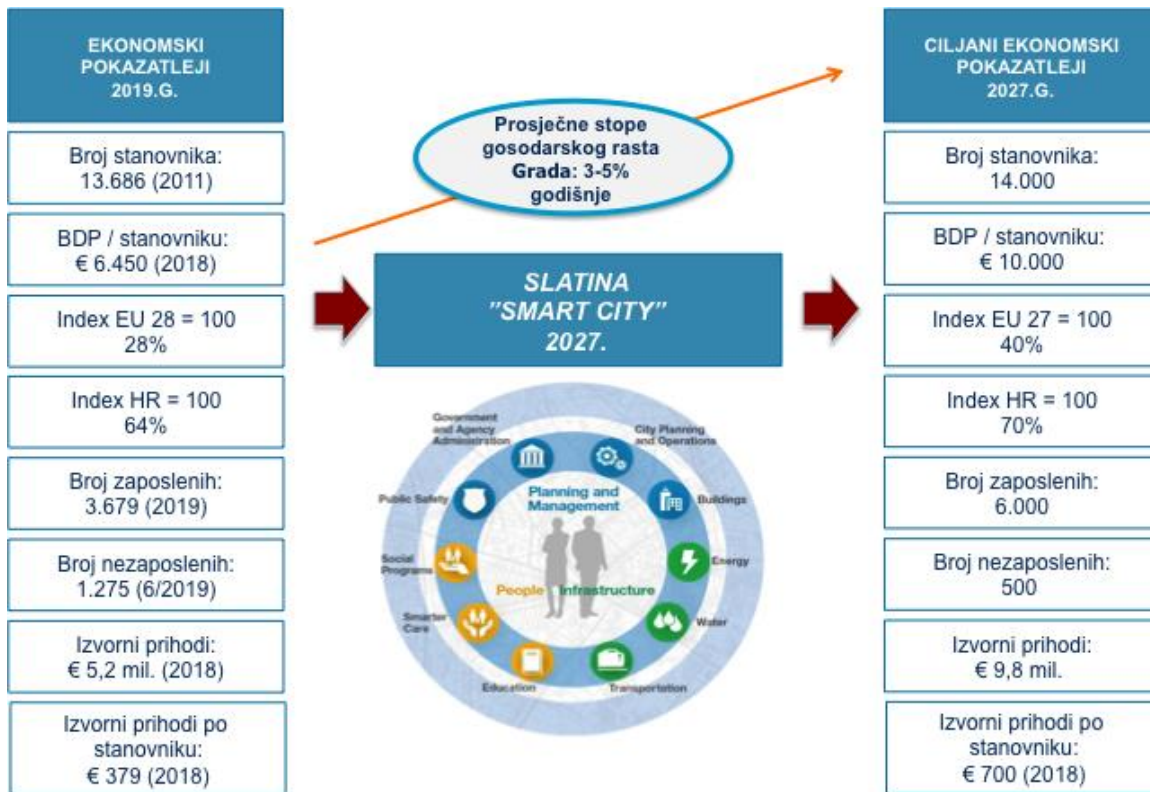 EKONOMSKI
POKAZATLEJI
2019.G.
Broj stanovnika:
13.686 (2011)
BDP / stanovniku:
€ 6.450 (2018)
Index EU 28 = 100
28%
Index HR = 100
64%
Broj zaposlenih:
3.679 (2019)
Broj nezaposlenih:
1.275 (6/2019)
Izvorni prihodi:
€ 5,2 mil. (2018)
Izvorni prihodi po
stanovniku:
€ 379 (2018)
Prosječne stope
gosodarskog rasta
Grada: 3-5%
godišnje
SLATINA
”SMART CITY”
2027.
Government
and Agency
Administration
City Planning
and Operations
Public Safety
Planning and
Management
Buildings
Social
Programs
Energy
People
Infrastructure
Smarter
Care
Water
Education
Transportation
CILJANI EKONOMSKI
POKAZATLEJI
2027.G.
Broj stanovnika:
14.000
BDP / stanovniku:
€ 10.000
Index EU 27 = 100
40%
Index HR = 100
70%
Broj zaposlenih:
6.000
Broj nezaposlenih:
500
Izvorni prihodi:
€ 9,8 mil.
Izvorni prihodi po
stanovniku:
€ 700 (2018)